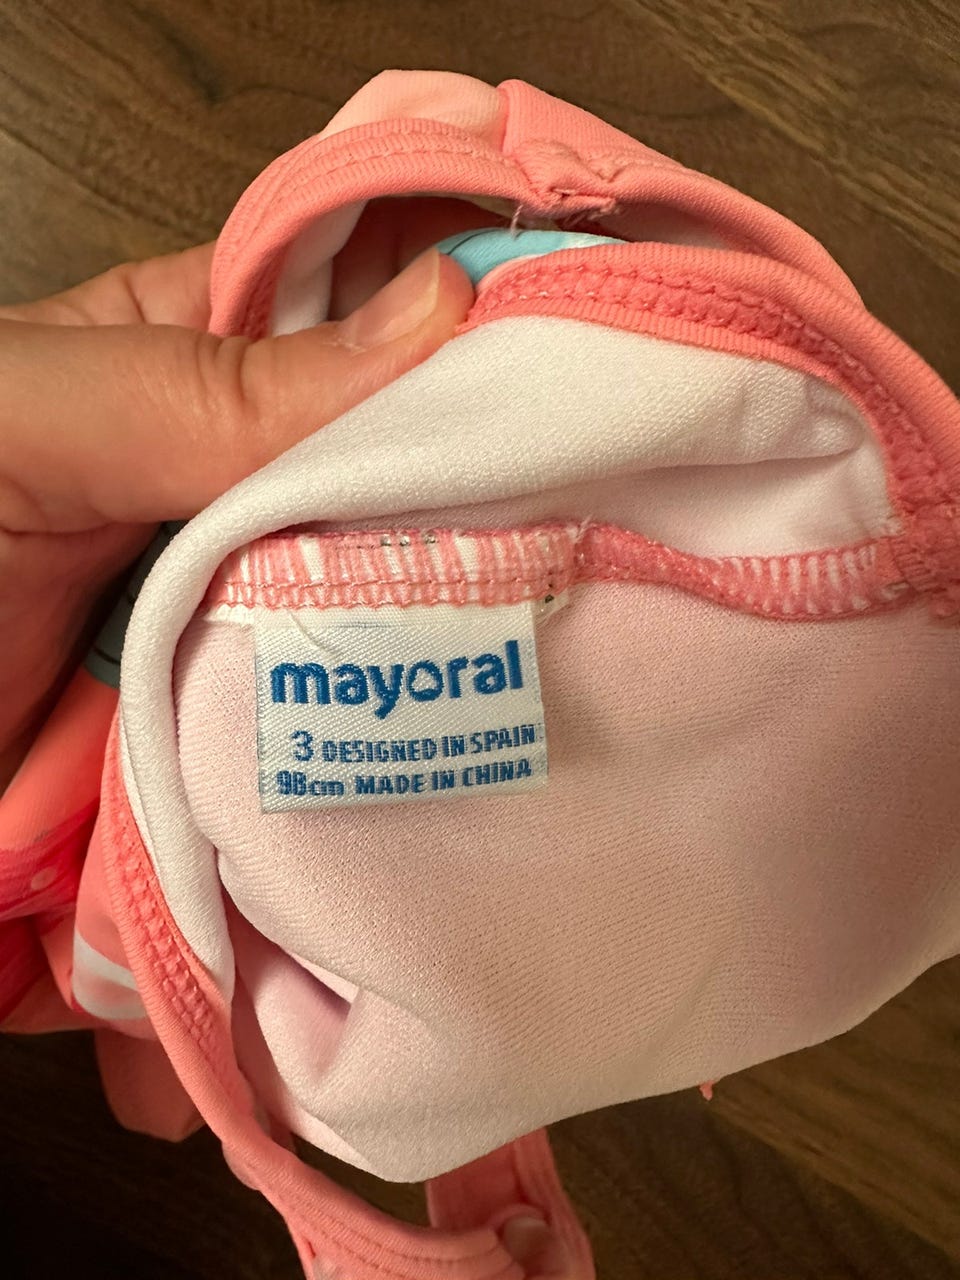 mayoral
3 DESIGNED IN SPAIN
98cm MADE IN CHINA